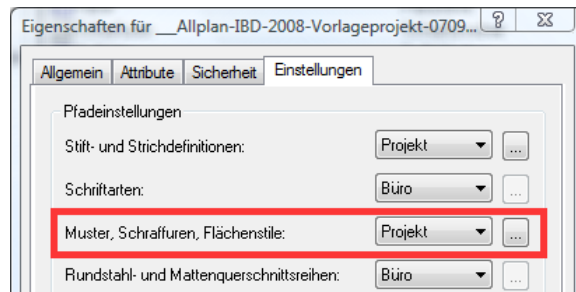 Eigenschaften für __Allplan-IBD-2008-Vorlageprojekt-0709...
Allgemein Attribute Sicherheit Einstellungen
Pfadeinstellungen
Stift- und Strichdefinitionen: Projekt ...
Schriftarten: Büro ...
Muster, Schraffuren, Flächenstile: Projekt ...
Rundstahl- und Mattenquerschnittsreihen: Büro ...